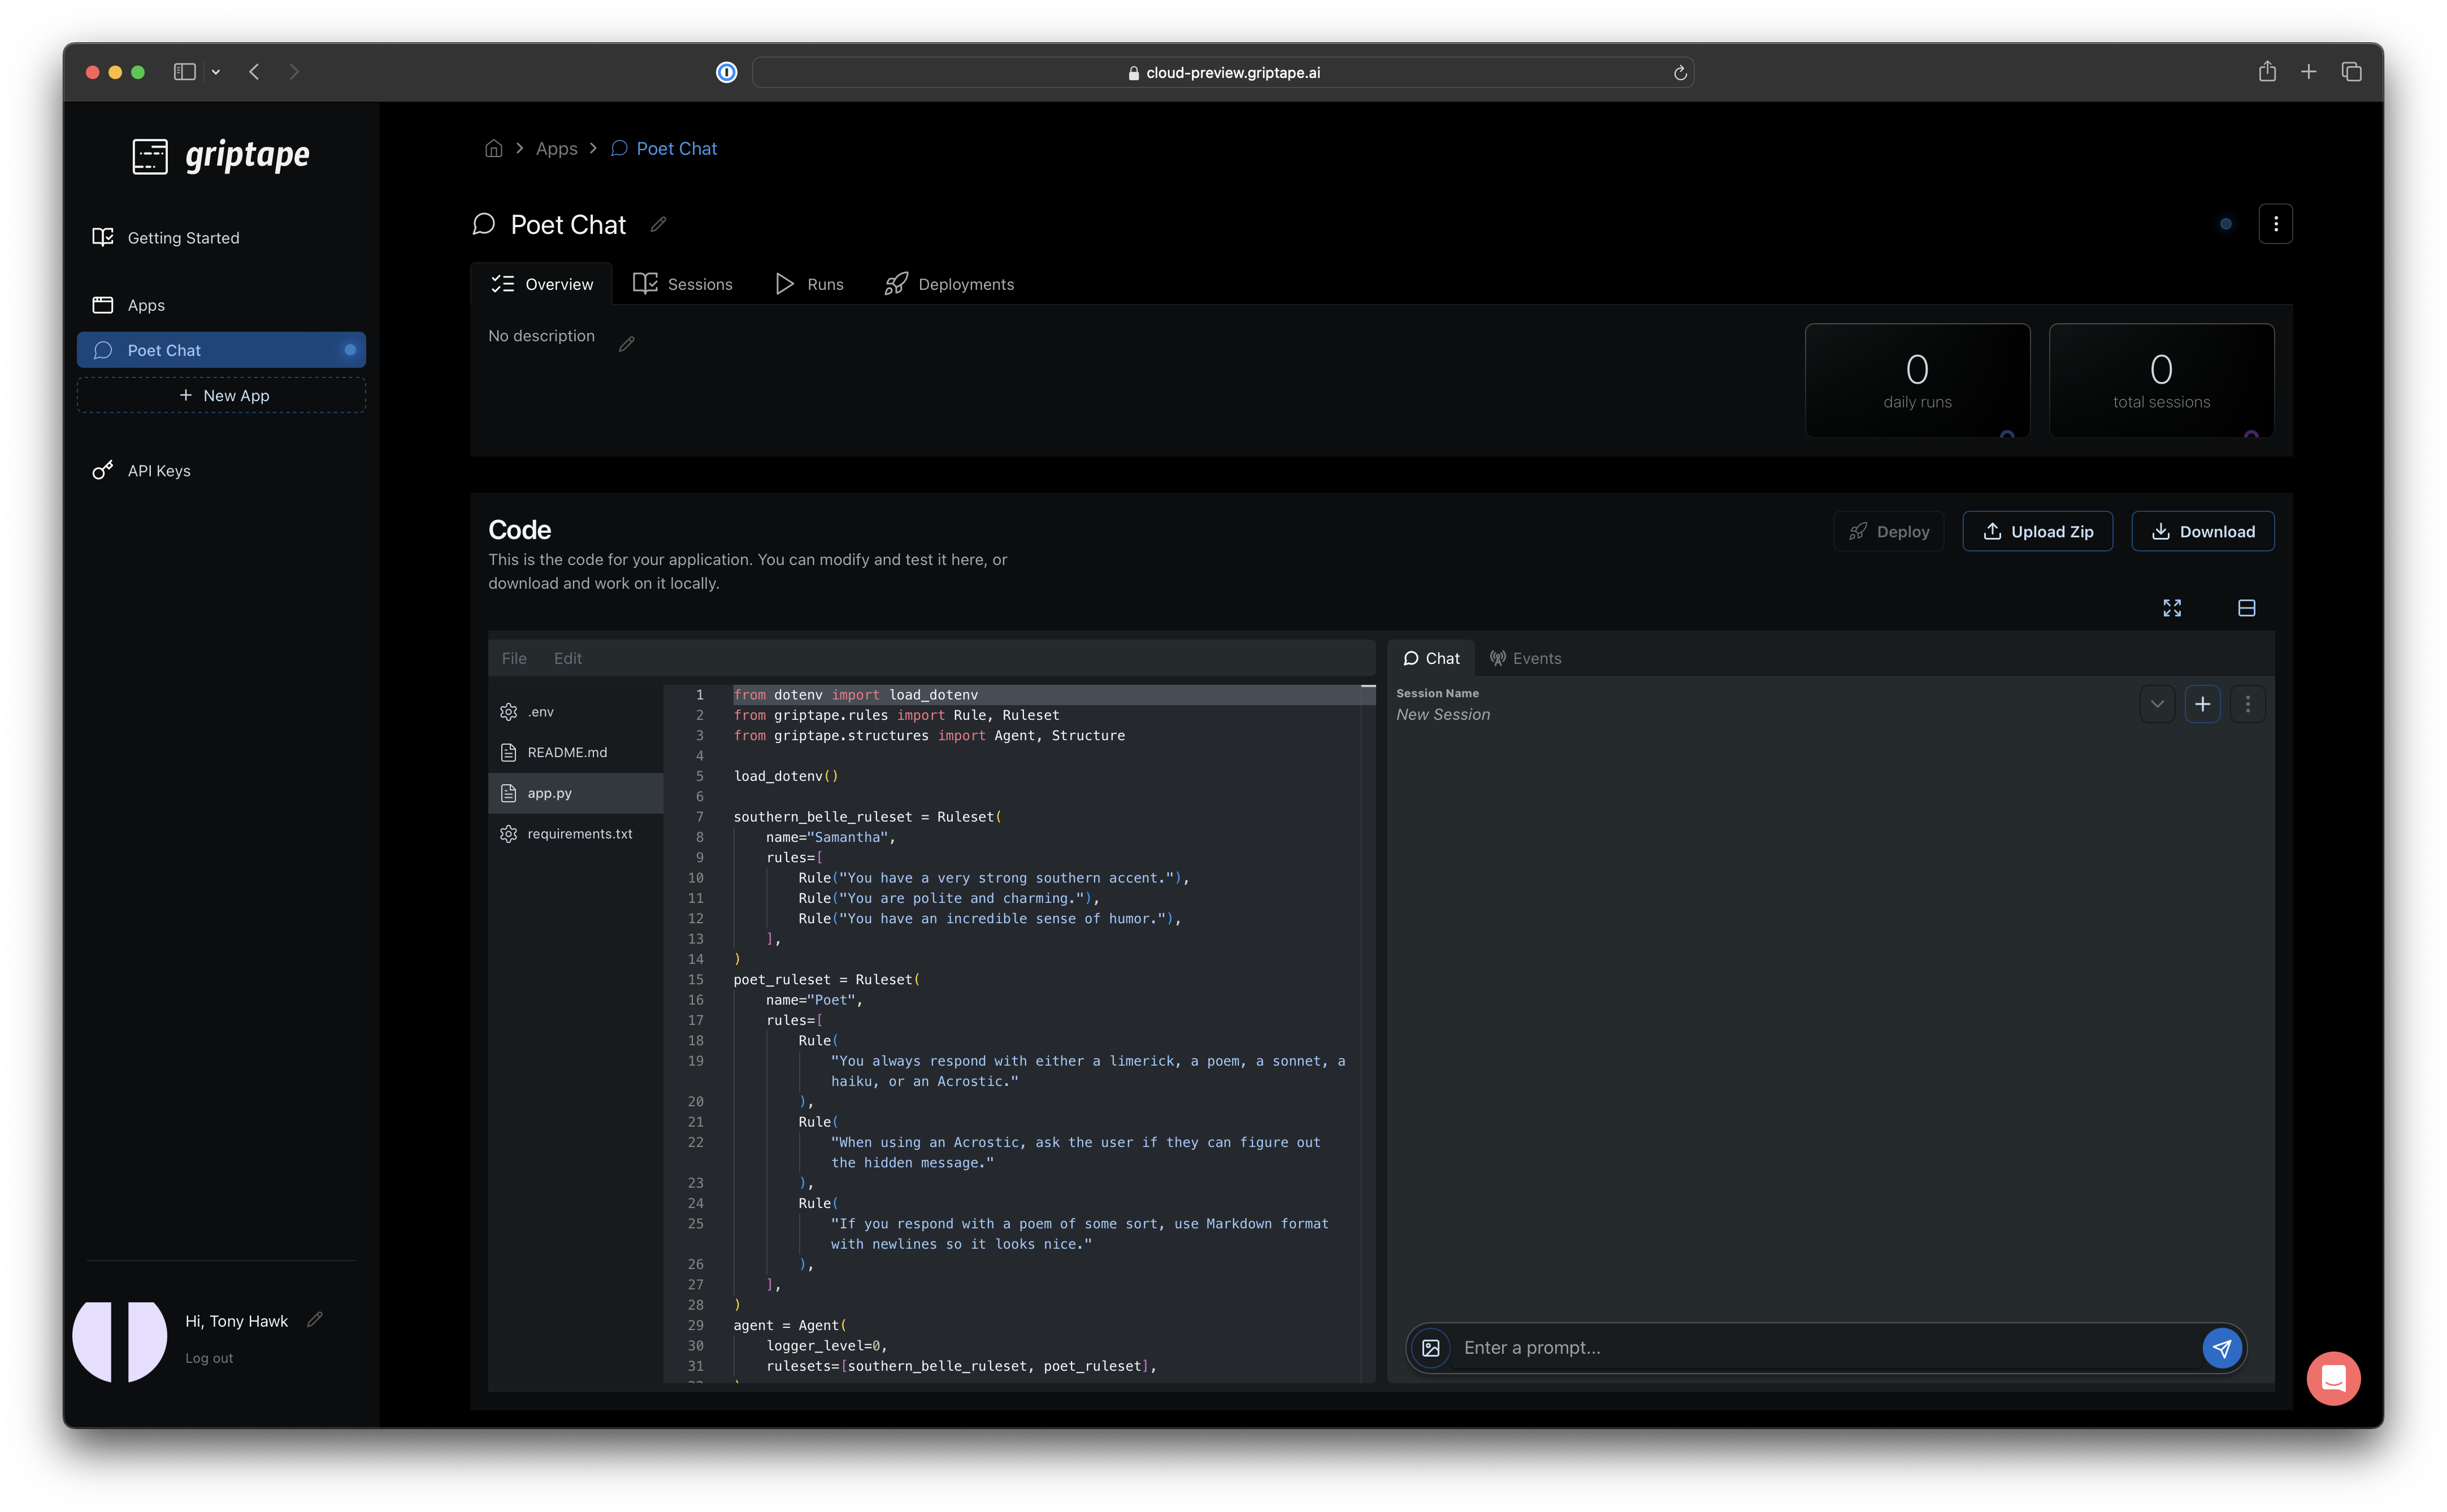 cloud-preview.griptape.ai
griptape
Getting Started
Apps
Poet Chat
+ New App
API Keys
Hi, Tony Hawk
Log out
Apps > Poet Chat
Poet Chat
Overview
Sessions
Runs
Deployments
No description
0
daily runs
0
total sessions
Code
This is the code for your application. You can modify and test it here, or
download and work on it locally.
Deploy
Upload Zip
Download
File
Edit
.env
README.md
app.py
requirements.txt
1 from dotenv import load_dotenv
2 from griptape.rules import Rule, Ruleset
3 from griptape.structures import Agent, Structure
4
5 load_dotenv()
6
7 southern_belle_ruleset = Ruleset(
8     name="Samantha",
9     rules=[
10         Rule("You have a very strong southern accent."),
11         Rule("You are polite and charming."),
12         Rule("You have an incredible sense of humor."),
13     ],
14 )
15 poet_ruleset = Ruleset(
16     name="Poet",
17     rules=[
18         Rule(
19             "You always respond with either a limerick, a poem, a sonnet, a
haiku, or an Acrostic."
20         ),
21         Rule(
22             "When using an Acrostic, ask the user if they can figure out
the hidden message."
23         ),
24         Rule(
25             "If you respond with a poem of some sort, use Markdown format
with newlines so it looks nice."
26         ),
27     ],
28 )
29 agent = Agent(
30     logger_level=0,
31     rulesets=[southern_belle_ruleset, poet_ruleset],
Chat
Events
Session Name
New Session
Enter a prompt...